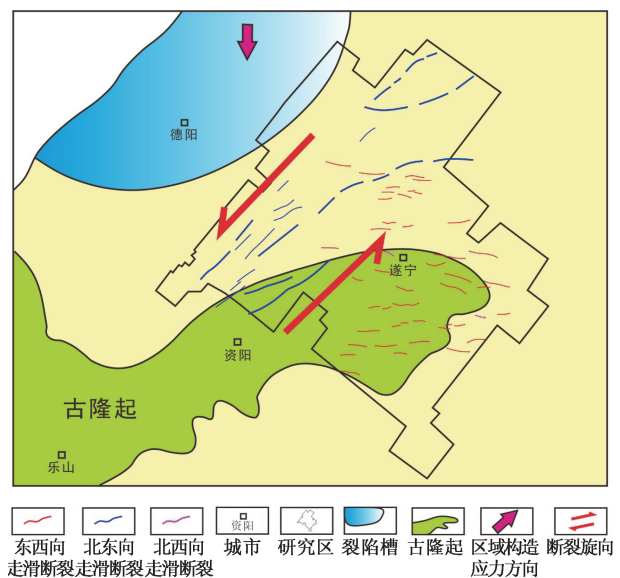 德阳
遂宁
资阳
古隆起
乐山
资阳
东西向 北东向 北西向 城市 研究区 裂陷槽 古隆起 区域构造 断裂旋向
走滑断裂 走滑断裂 走滑断裂 应力方向